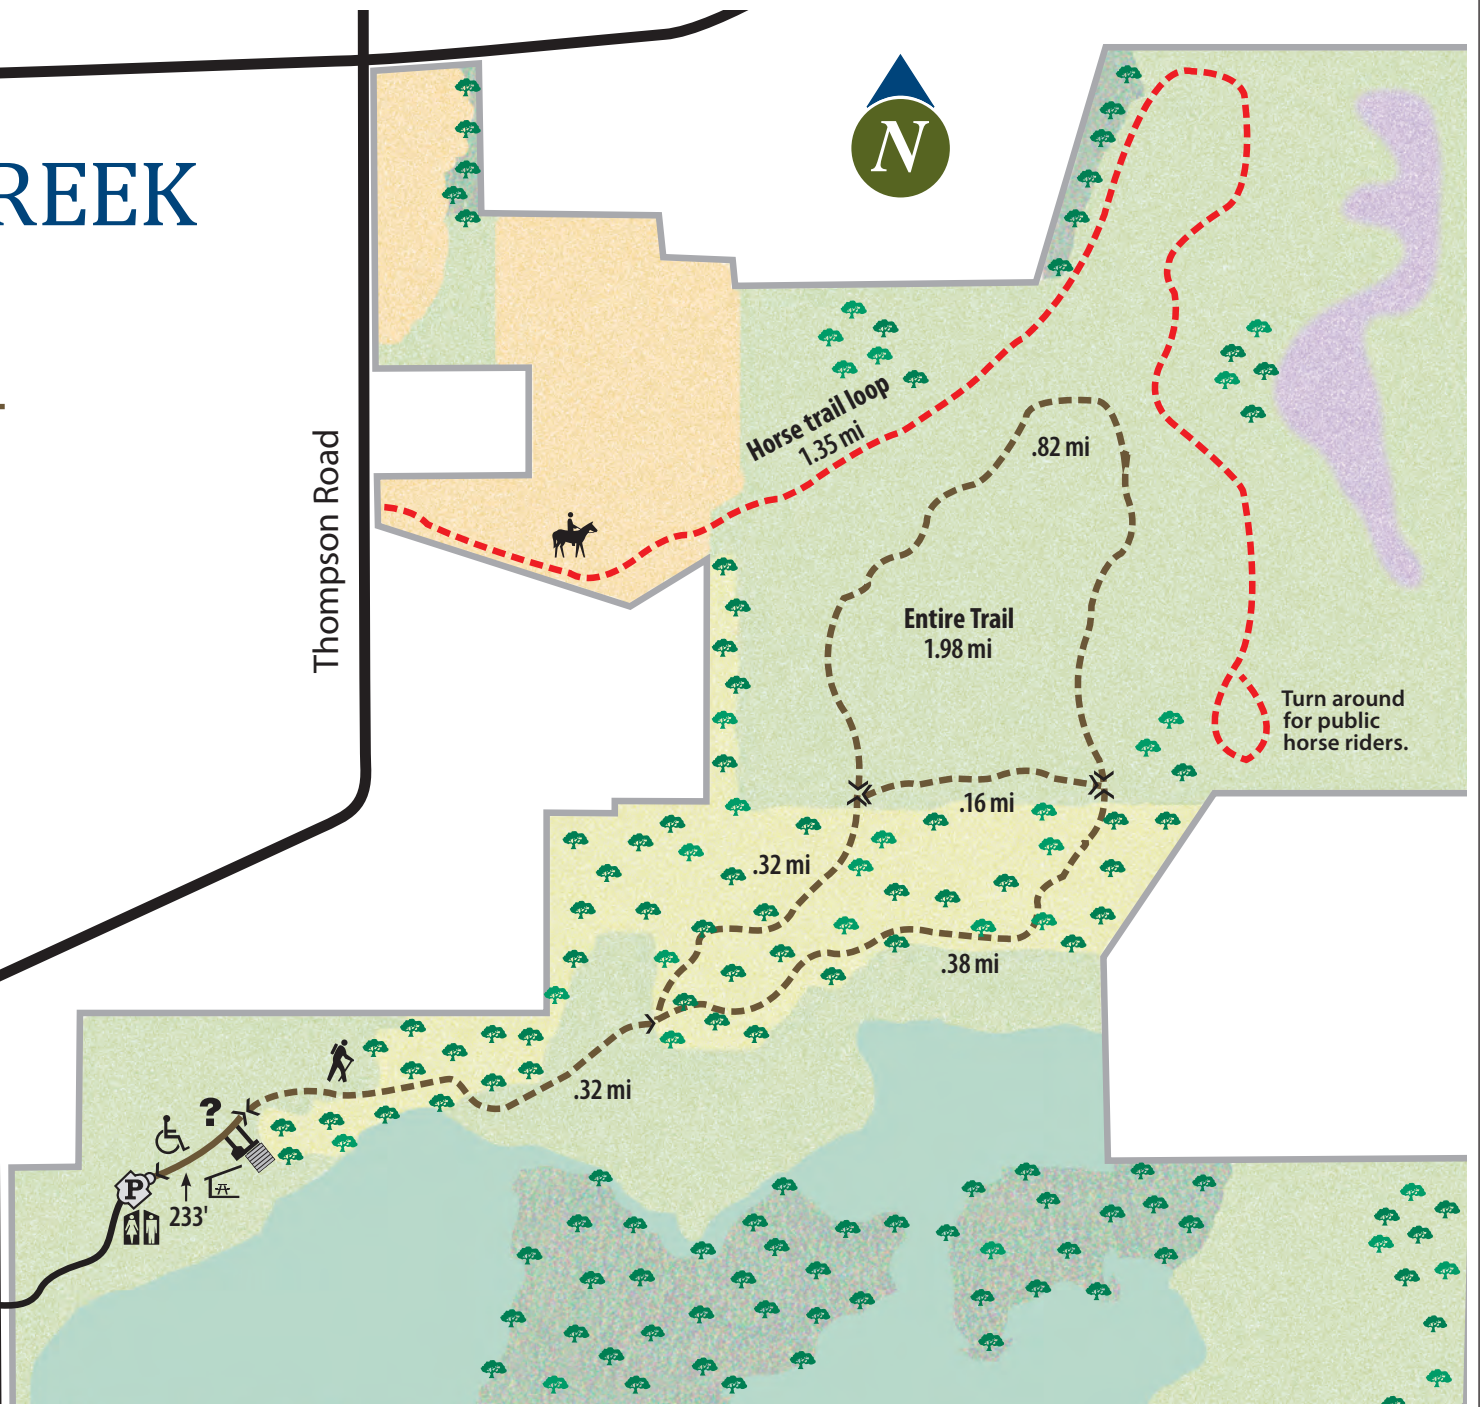 REEK
N
Thompson Road
Horse trail loop
1.35 mi
.82 mi
Entire Trail
1.98 mi
Turn around
for public
horse riders.
.16 mi
.32 mi
.38 mi
.32 mi
?
P
233'